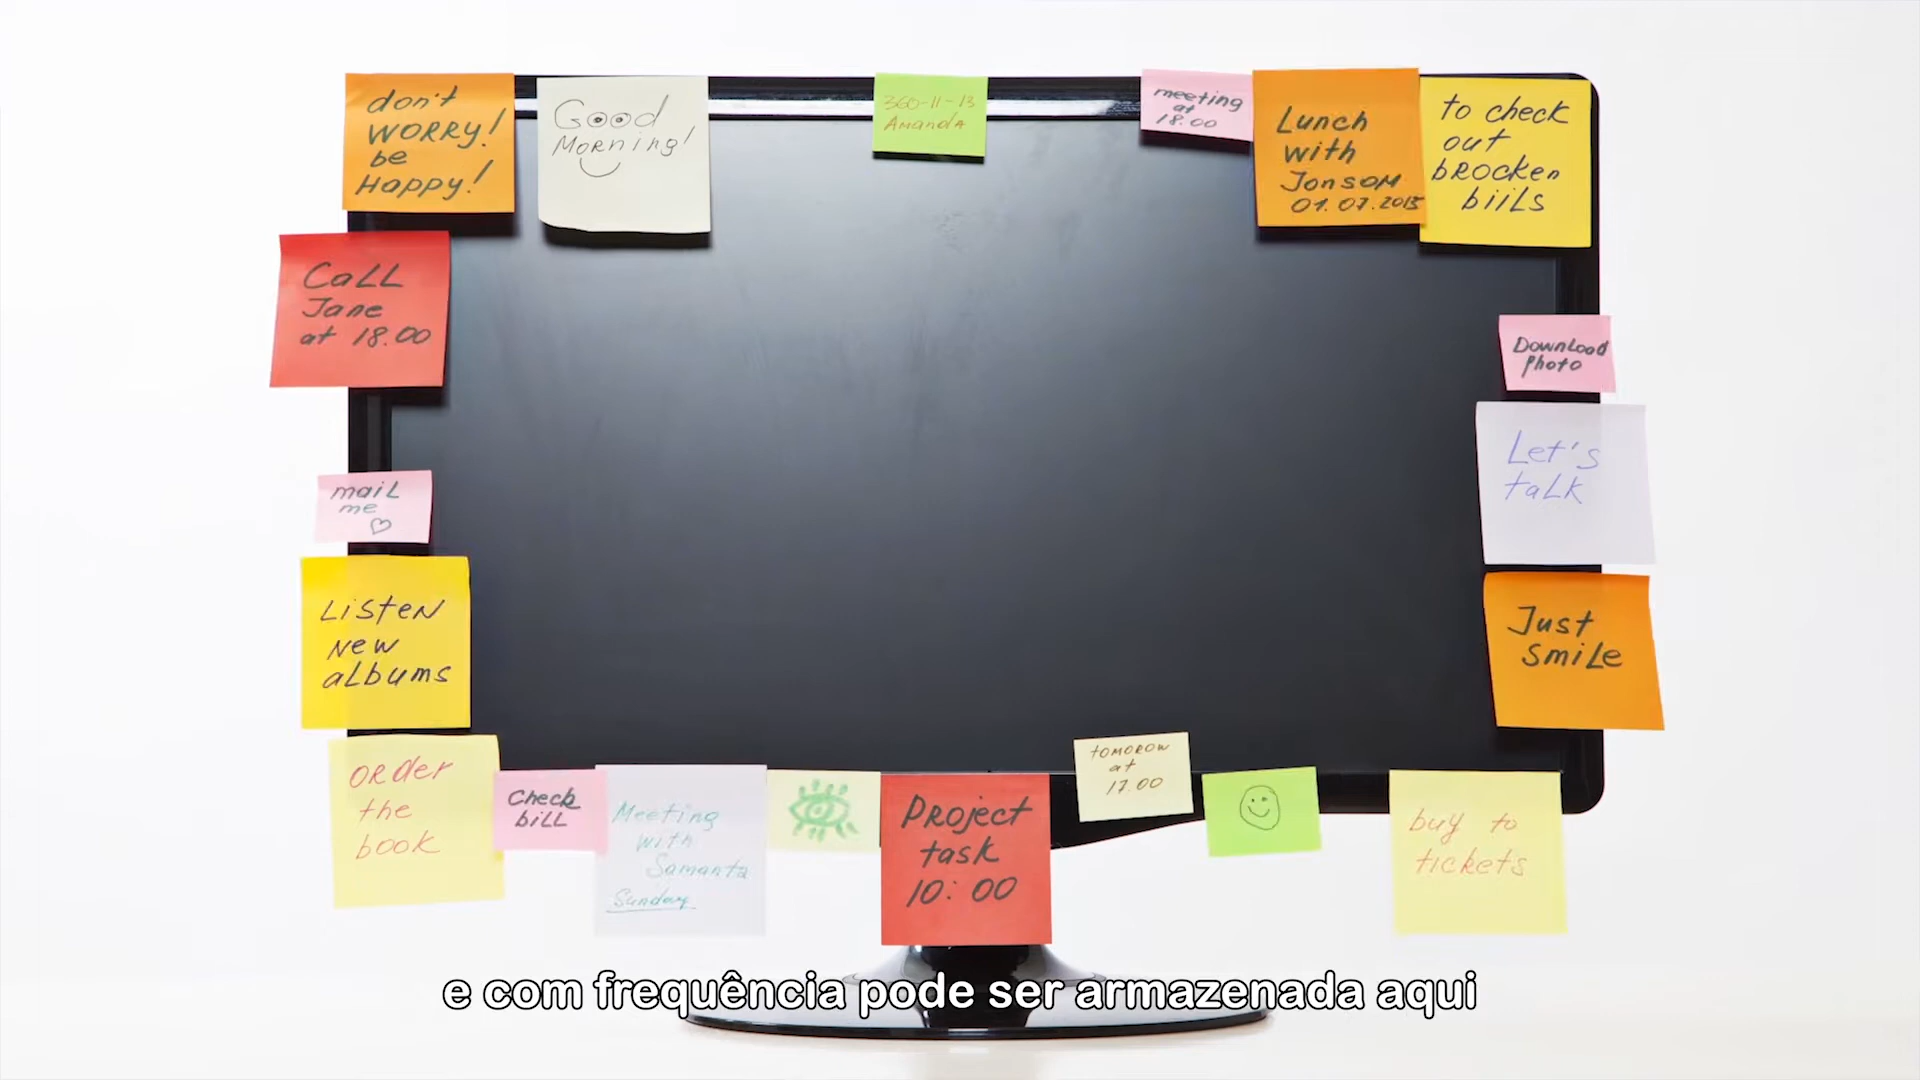 don't
WORRY!
be
Happy!
Good
Morning!
360-11-13
Amanda
meeting
at
18.00
Lunch
with
Jonsom
01.07.2015
to check
out
brocken
biils
Call
Jane
at 18.00
Download
photo
mail
me
Let's
talk
Listen
new
albums
Just
smile
order
the
book
Check
bill
Meeting
with
Samanta
Sunday
Project
task
10:00
tomorow
at
17.00
buy to
tickets
e com frequência pode ser armazenada aqui